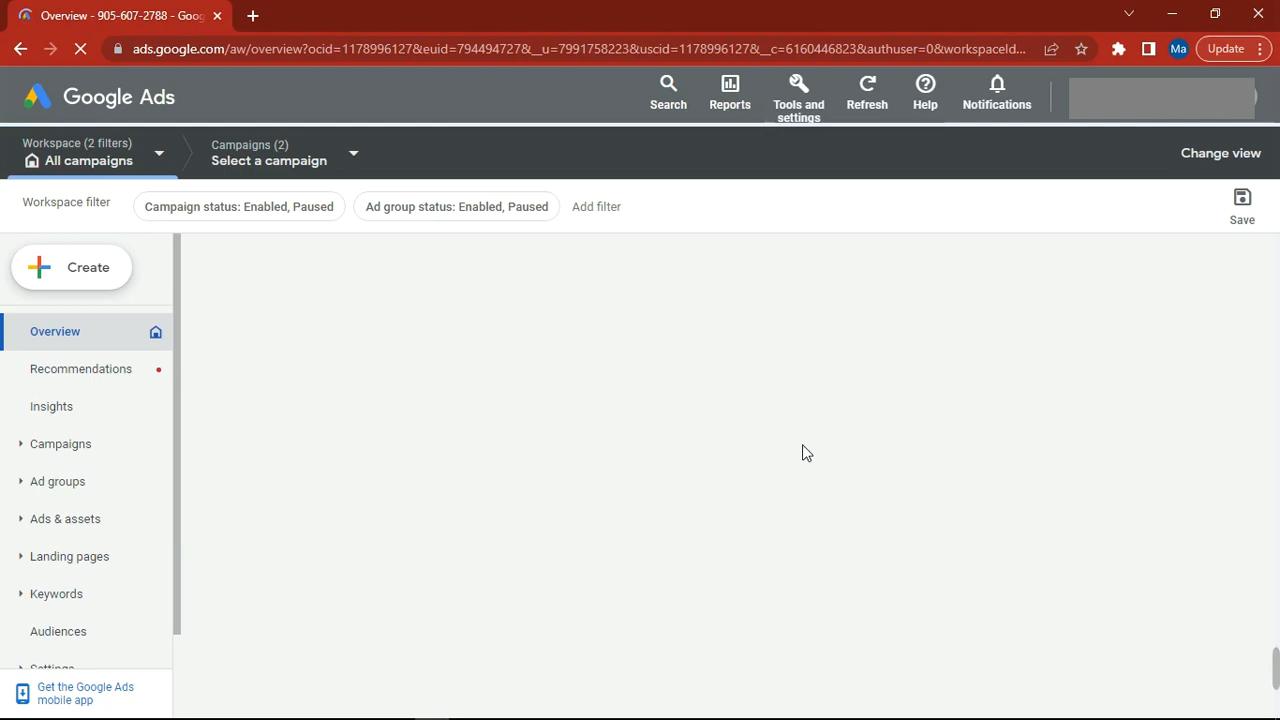 Overview - 905-607-2788 - Goog
ads.google.com/aw/overview?ocid=1178996127&euid=794494727&__u=7991758223&uscid=1178996127&__c=6160446823&authuser=0&workspaceId...
Ma
Update
Google Ads
Search
Reports
Tools and
settings
Refresh
Help
Notifications
Workspace (2 filters)
All campaigns
Campaigns (2)
Select a campaign
Change view
Workspace filter
Campaign status: Enabled, Paused
Ad group status: Enabled, Paused
Add filter
Save
Create
Overview
Recommendations
Insights
Campaigns
Ad groups
Ads & assets
Landing pages
Keywords
Audiences
Settings
Get the Google Ads
mobile app